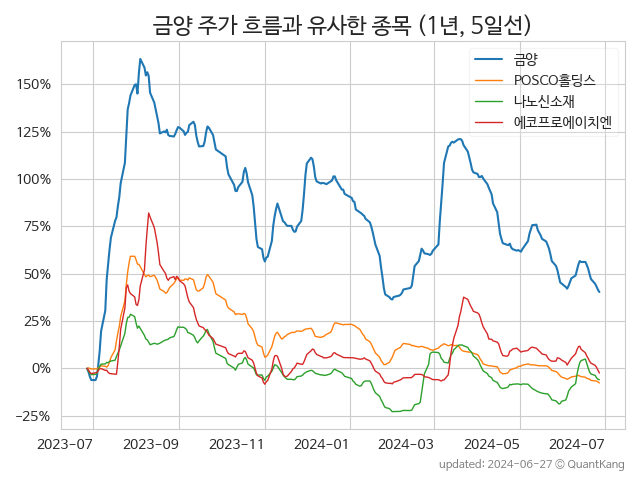 금양 주가 흐름과 유사한 종목 (1년, 5일선)
금양
POSCO홀딩스
나노신소재
에코프로에이치엔
150%
125%
100%
75%
50%
25%
0%
−25%
2023-07 2023-09 2023-11 2024-01 2024-03 2024-05 2024-07
updated: 2024-06-27 © QuantKang